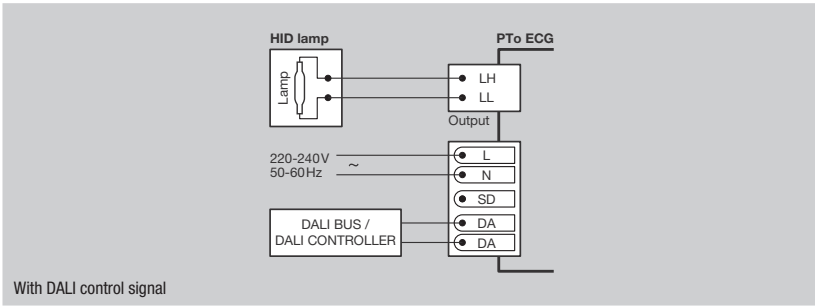 HID lamp
PTo ECG
Lamp
LH
LL
Output
220-240V
50-60Hz
~
L
N
SD
DALI BUS /
DALI CONTROLLER
DA
DA
With DALI control signal